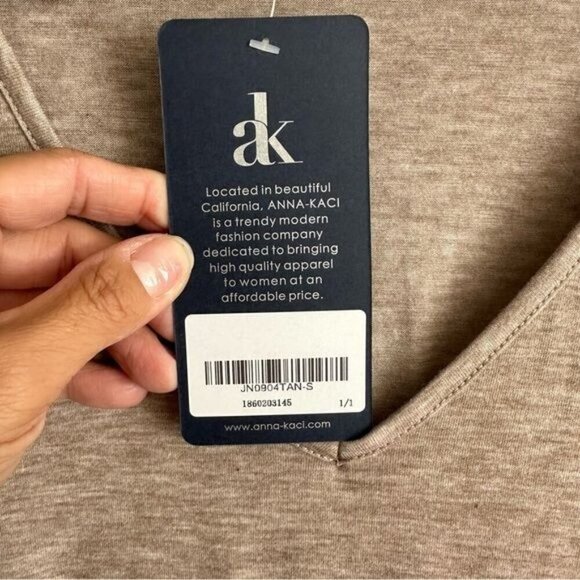 ak
Located in beautiful
California, ANNA-KACI
is a trendy modern
fashion company
dedicated to bringing
high quality apparel
to women at an
affordable price.
JN0904TAN-S
1860203145 1/1
www.anna-kaci.com